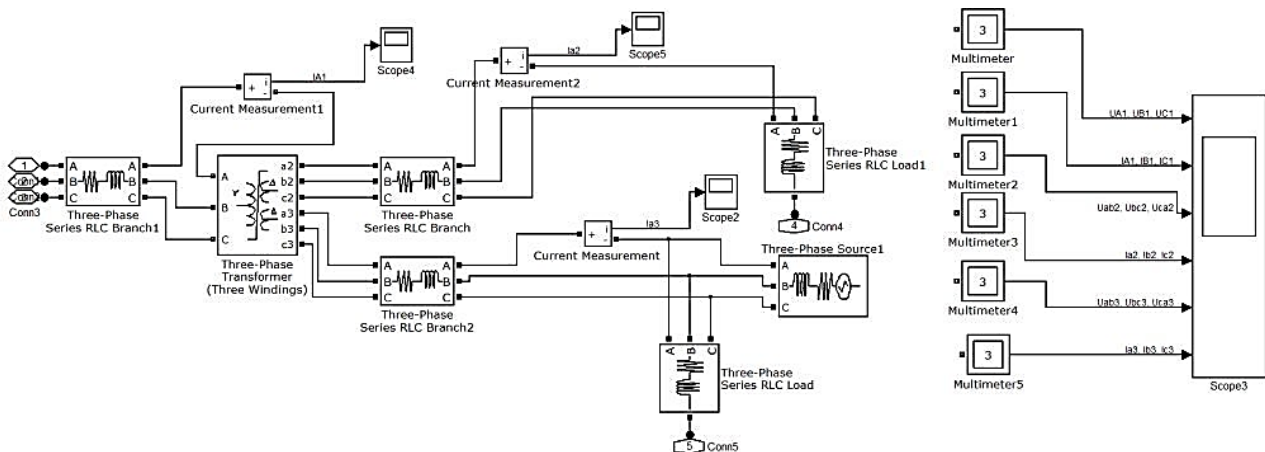 IA1
Scope4
+ i
-
Current Measurement1
Ia2
Scope5
+ i
-
Current Measurement2
1
2
3
Conn3
A A
B B
C C
Three-Phase
Series RLC Branch1
A
B
C
Y
Δ
Δ
a2
b2
c2
a3
b3
c3
Three-Phase
Transformer
(Three Windings)
A A
B B
C C
Three-Phase
Series RLC Branch
A B C
Three-Phase
Series RLC Load1
4
Conn4
A A
B B
C C
Three-Phase
Series RLC Branch2
Ia3
Scope2
+ i
-
Current Measurement
Three-Phase Source1
A
B
C
A B C
Three-Phase
Series RLC Load
5
Conn5
3
Multimeter
UA1, UB1, UC1
3
Multimeter1
IA1, IB1, IC1
3
Multimeter2
Uab2, Ubc2, Uca2
3
Multimeter3
Ia2, Ib2, Ic2
3
Multimeter4
Uab3, Ubc3, Uca3
3
Multimeter5
Ia3, Ib3, Ic3
Scope3